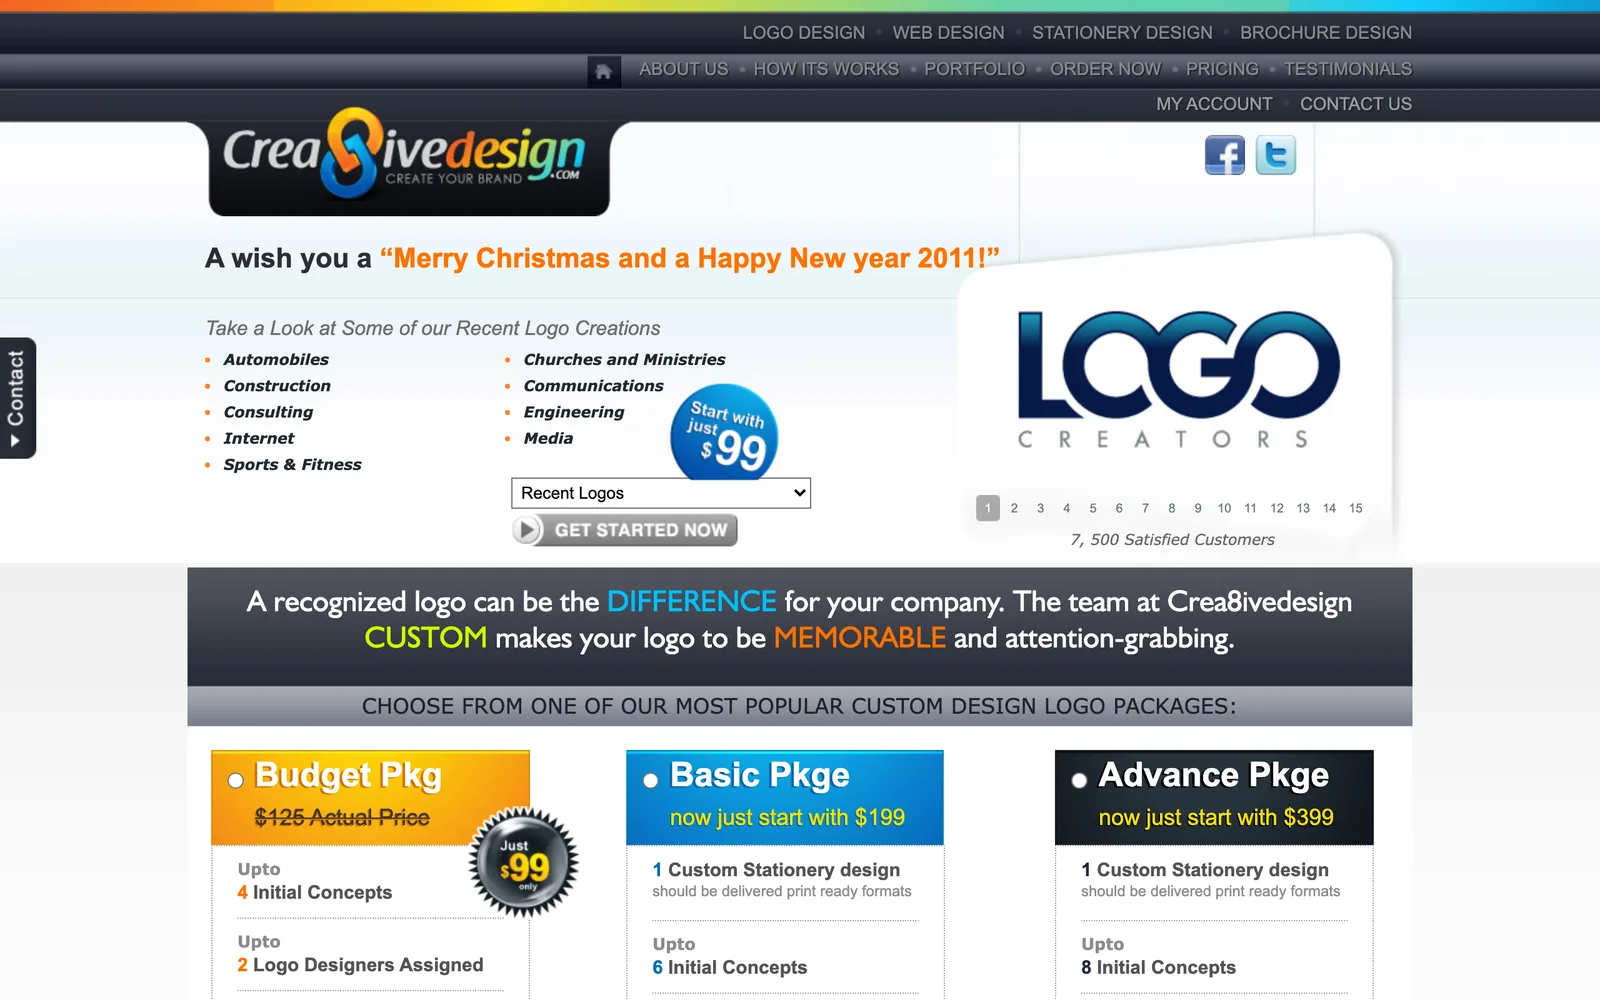 LOGO DESIGN • WEB DESIGN • STATIONERY DESIGN • BROCHURE DESIGN
ABOUT US • HOW ITS WORKS • PORTFOLIO • ORDER NOW • PRICING • TESTIMONIALS
MY ACCOUNT • CONTACT US
Crea8ivedesign
CREATE YOUR BRAND .COM
A wish you a “Merry Christmas and a Happy New year 2011!”
Take a Look at Some of our Recent Logo Creations
• Automobiles
• Construction
• Consulting
• Internet
• Sports & Fitness
• Churches and Ministries
• Communications
• Engineering
• Media
Start with
just
$99
Recent Logos
GET STARTED NOW
Contact
LOGO
CREATORS
1 2 3 4 5 6 7 8 9 10 11 12 13 14 15
7, 500 Satisfied Customers
A recognized logo can be the DIFFERENCE for your company. The team at Crea8ivedesign
CUSTOM makes your logo to be MEMORABLE and attention-grabbing.
CHOOSE FROM ONE OF OUR MOST POPULAR CUSTOM DESIGN LOGO PACKAGES:
Budget Pkg
$125 Actual Price
Just
$99
only
Upto
4 Initial Concepts
Upto
2 Logo Designers Assigned
Basic Pkge
now just start with $199
1 Custom Stationery design
should be delivered print ready formats
Upto
6 Initial Concepts
Advance Pkge
now just start with $399
1 Custom Stationery design
should be delivered print ready formats
Upto
8 Initial Concepts